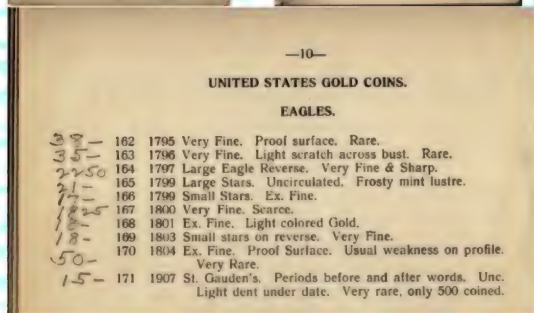 —10—
UNITED STATES GOLD COINS.
EAGLES.
38- 162 1795 Very Fine. Proof surface. Rare.
35- 163 1796 Very Fine. Light scratch across bust. Rare.
2250 164 1797 Large Eagle Reverse. Very Fine & Sharp.
21- 165 1799 Large Stars. Uncirculated. Frosty mint lustre.
17- 166 1799 Small Stars. Ex. Fine.
1825 167 1800 Very Fine. Scarce.
18- 168 1801 Ex. Fine. Light colored Gold.
18- 169 1803 Small stars on reverse. Very Fine.
50- 170 1804 Ex. Fine. Proof Surface. Usual weakness on profile.
Very Rare.
15- 171 1907 St. Gauden's. Periods before and after words. Unc.
Light dent under date. Very rare, only 500 coined.